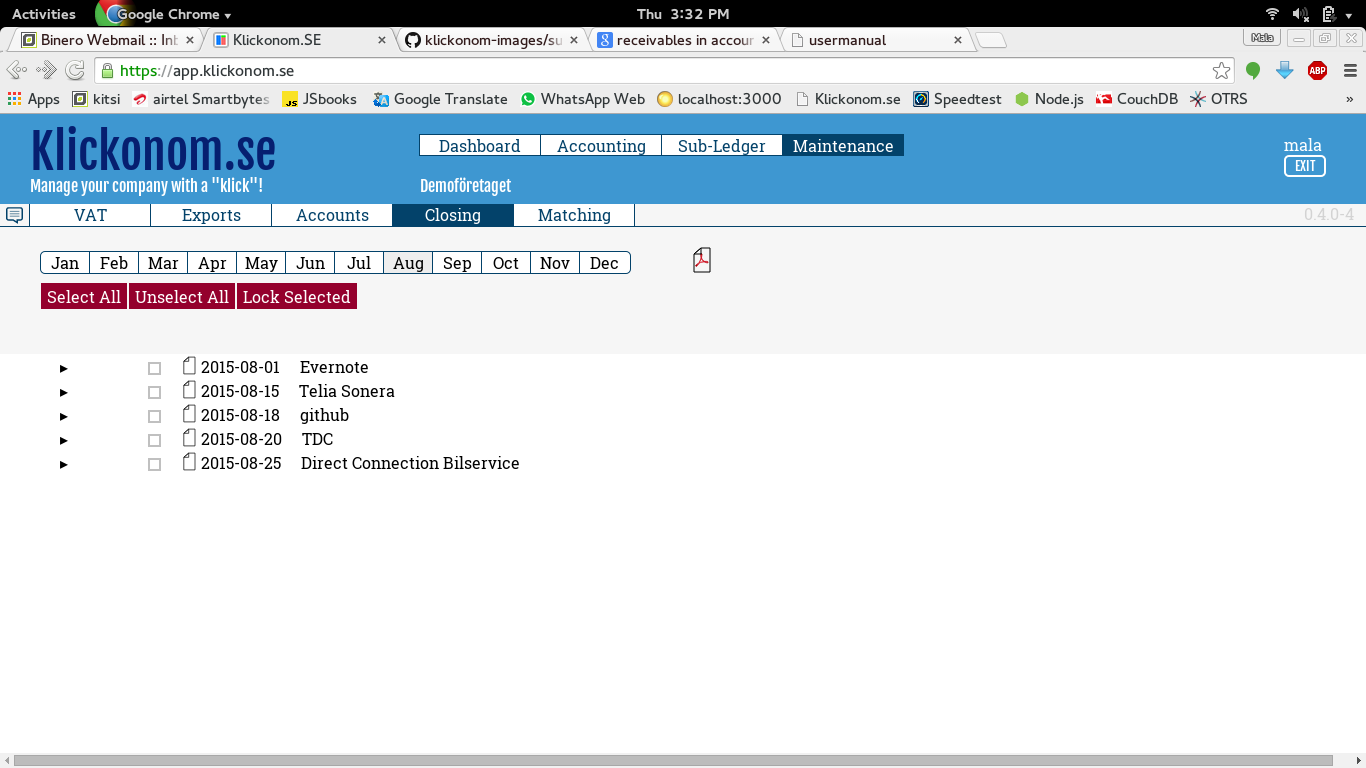 Activities Google Chrome Thu 3:32 PM
Binero Webmail :: Inb Klickonom.SE klickonom-images/su receivables in accour usermanual Mala
https://app.klickonom.se ABP
Apps kitsi airtel Smartbytes JS JSbooks Google Translate WhatsApp Web localhost:3000 Klickonom.se Speedtest Node.js CouchDB OTRS »
Klickonom.se
Manage your company with a "klick"!
Dashboard Accounting Sub-Ledger Maintenance
Demoföretaget
mala
EXIT
VAT Exports Accounts Closing Matching 0.4.0-4
Jan Feb Mar Apr May Jun Jul Aug Sep Oct Nov Dec
Select All Unselect All Lock Selected
2015-08-01 Evernote
2015-08-15 Telia Sonera
2015-08-18 github
2015-08-20 TDC
2015-08-25 Direct Connection Bilservice